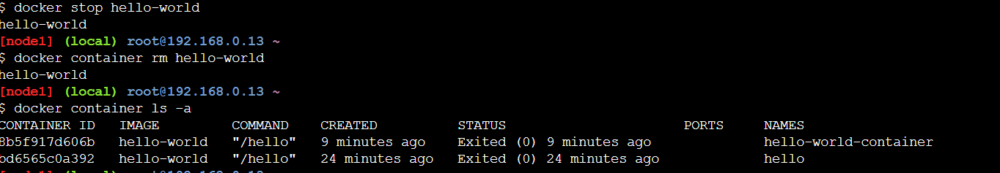 $ docker stop hello-world
hello-world
[node1] (local) root@192.168.0.13 ~
$ docker container rm hello-world
hello-world
[node1] (local) root@192.168.0.13 ~
$ docker container ls -a
CONTAINER ID IMAGE COMMAND CREATED STATUS PORTS NAMES
8b5f917d606b hello-world "/hello" 9 minutes ago Exited (0) 9 minutes ago hello-world-container
bd6565c0a392 hello-world "/hello" 24 minutes ago Exited (0) 24 minutes ago hello